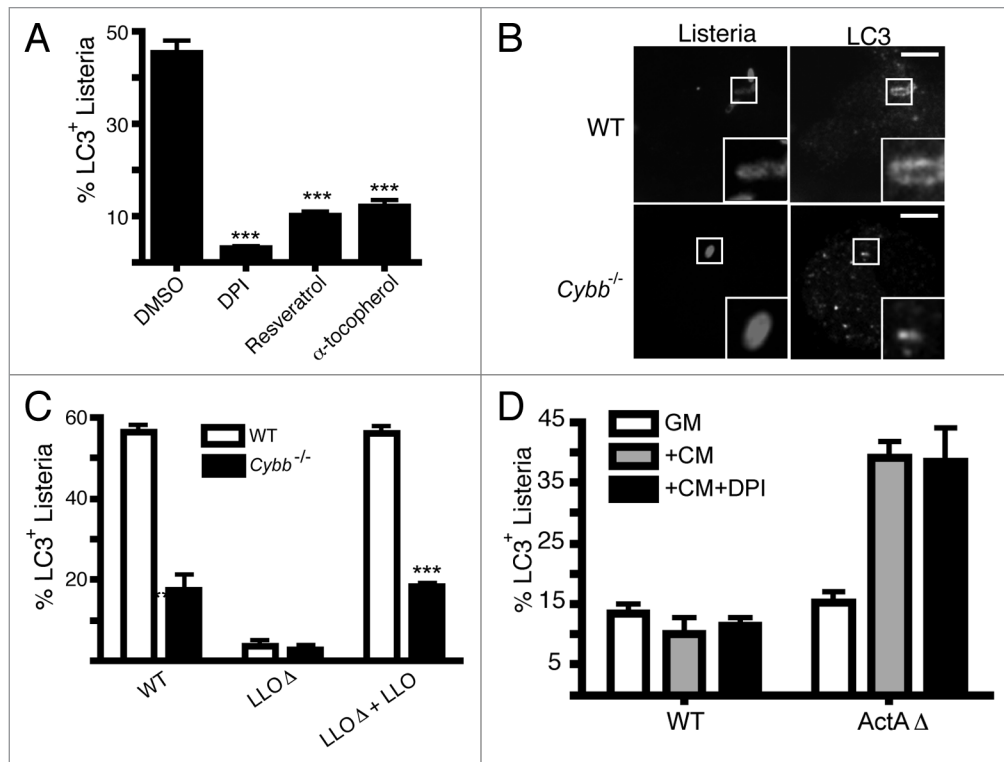 A
50
30
10
% LC3+ Listeria
***
***
***
DMSO
DPI
Resveratrol
α-tocopherol
B
Listeria
LC3
WT
Cybb-/-
C
60
40
20
% LC3+ Listeria
WT
Cybb-/-
**
***
WT
LLO Δ
LLO Δ + LLO
D
45
35
25
15
5
% LC3+ Listeria
GM
+CM
+CM+DPI
WT
ActA Δ